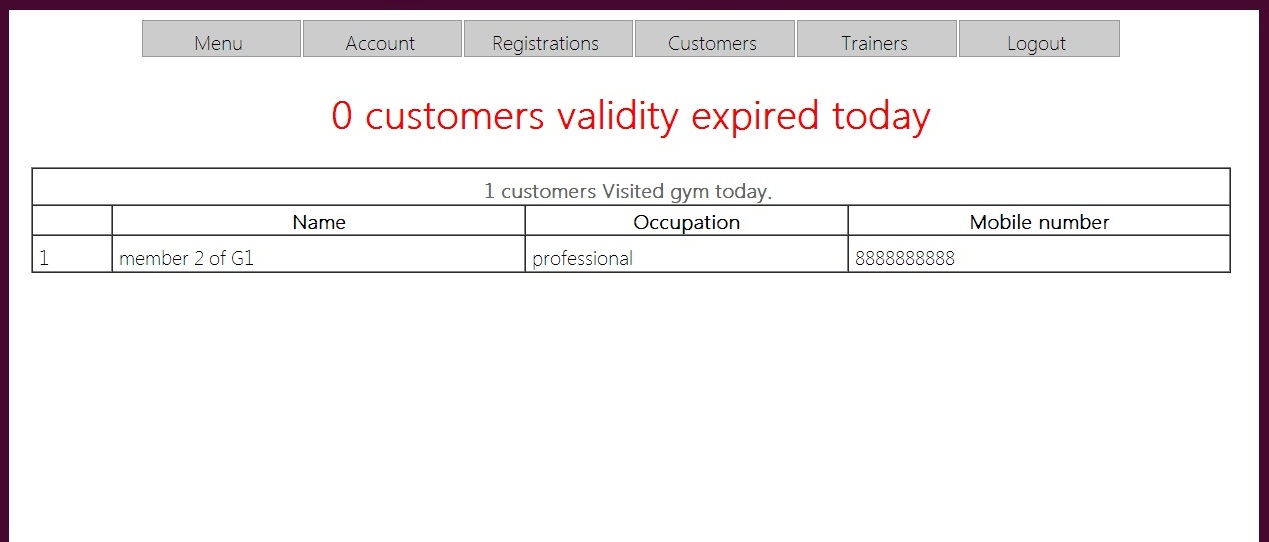 Menu Account Registrations Customers Trainers Logout
0 customers validity expired today
1 customers Visited gym today.
Name Occupation Mobile number
1 member 2 of G1 professional 8888888888